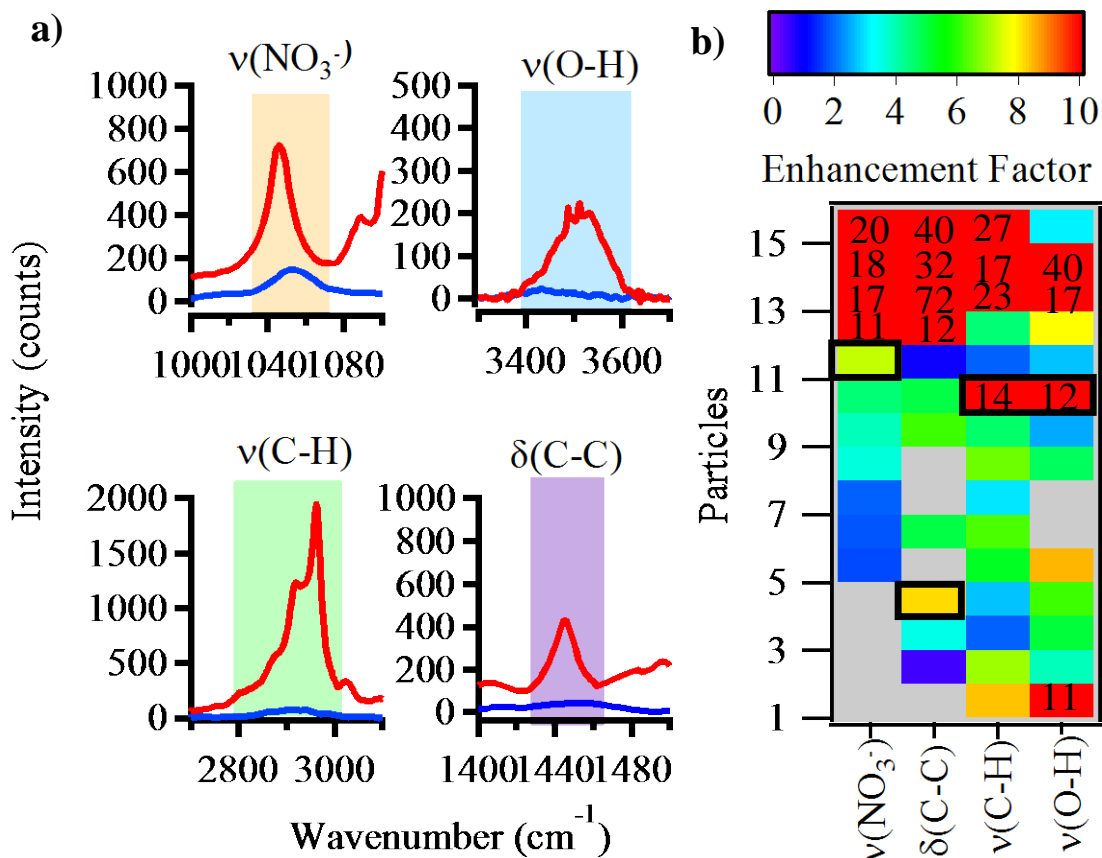 a)
ν(NO₃⁻)
1000
800
600
400
200
0
1000 1040 1080
ν(O-H)
500
400
300
200
100
0
3400 3600
ν(C-H)
2000
1500
1000
500
0
2800 3000
δ(C-C)
1000
800
600
400
200
0
1400 1440 1480
Intensity (counts)
Wavenumber (cm⁻¹)
b)
0 2 4 6 8 10
Enhancement Factor
Particles
15
13
11
9
7
5
3
1
20 40 27
18 32 17 40
17 72 23 17
11 12
14 12
11
ν(NO₃⁻)
δ(C-C)
ν(C-H)
ν(O-H)